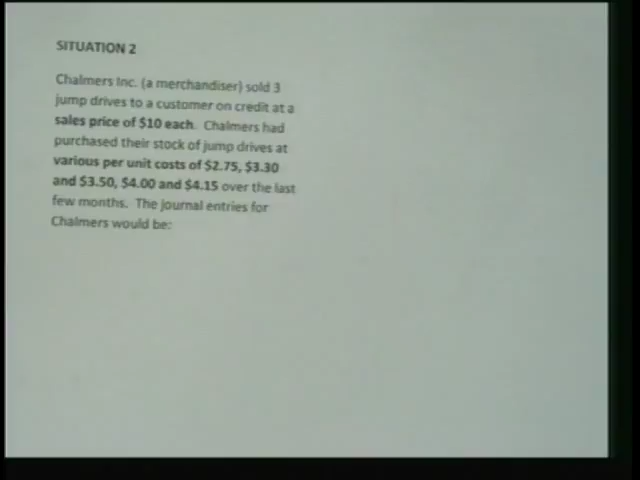 SITUATION 2
Chalmers Inc. (a merchandiser) sold 3
jump drives to a customer on credit at a
sales price of $10 each. Chalmers had
purchased their stock of jump drives at
various per unit costs of $2.75, $3.30
and $3.50, $4.00 and $4.15 over the last
few months. The journal entries for
Chalmers would be: